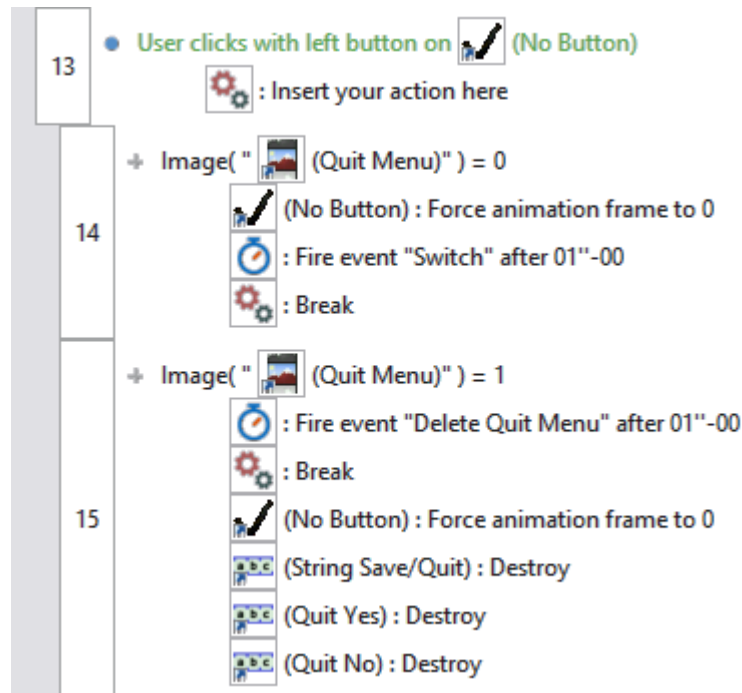 13
User clicks with left button on (No Button)
: Insert your action here
14
Image( " (Quit Menu)" ) = 0
(No Button) : Force animation frame to 0
: Fire event "Switch" after 01''-00
: Break
15
Image( " (Quit Menu)" ) = 1
: Fire event "Delete Quit Menu" after 01''-00
: Break
(No Button) : Force animation frame to 0
abc (String Save/Quit) : Destroy
abc (Quit Yes) : Destroy
abc (Quit No) : Destroy